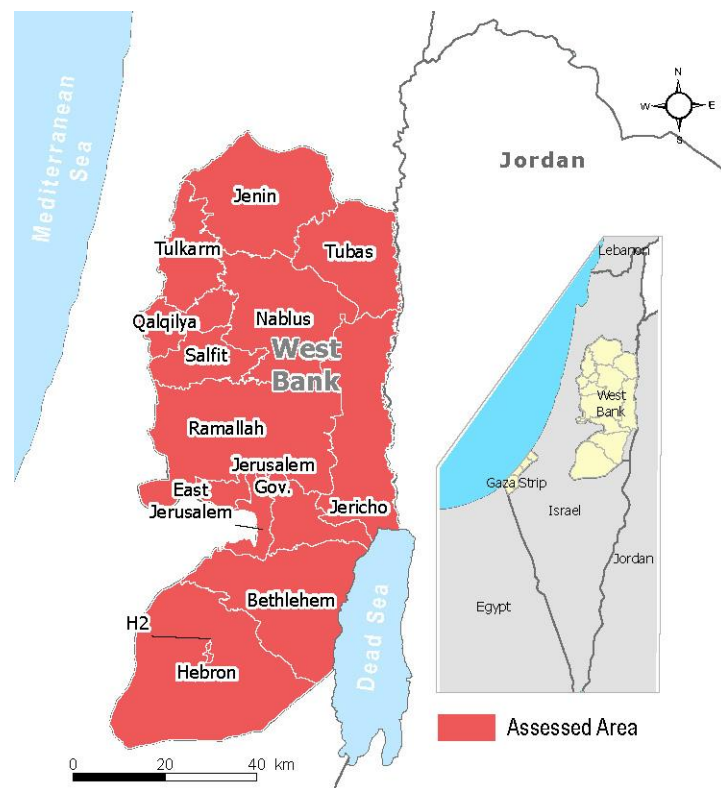 Mediterranean
Sea
N
W
E
S
Jordan
Jenin
Tulkarm
Tubas
Qalqilya
Nablus
Salfit
West
Bank
Ramallah
Jerusalem
Gov.
East
Jerusalem
Jericho
Bethlehem
H2
Hebron
Dead Sea
0 20 40 km
Lebanon
West
Bank
Gaza Strip
Israel
Jordan
Egypt
Assessed Area